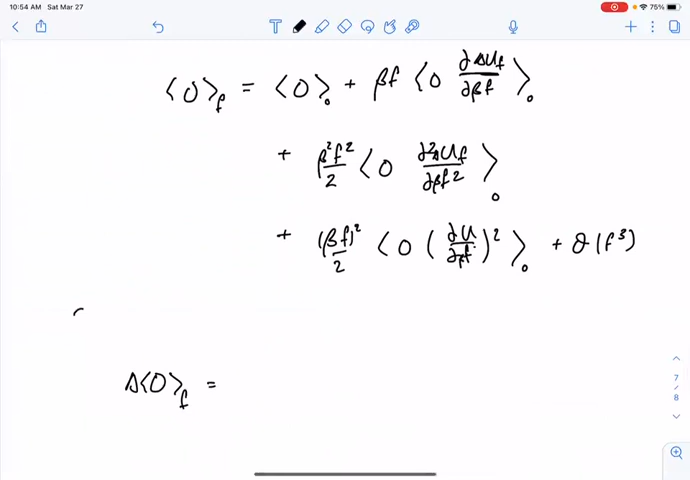 10:54 AM Sat Mar 27
75%
⟨O⟩_f = ⟨O⟩_0 + βf ⟨O ∂ΔU_f/∂βf⟩_0
+ β²f²/2 ⟨O ∂²ΔU_f/∂βf²⟩_0
+ (βf)²/2 ⟨O (∂U/∂βf)²⟩_0 + O(f³)
Δ⟨O⟩_f =
7/8